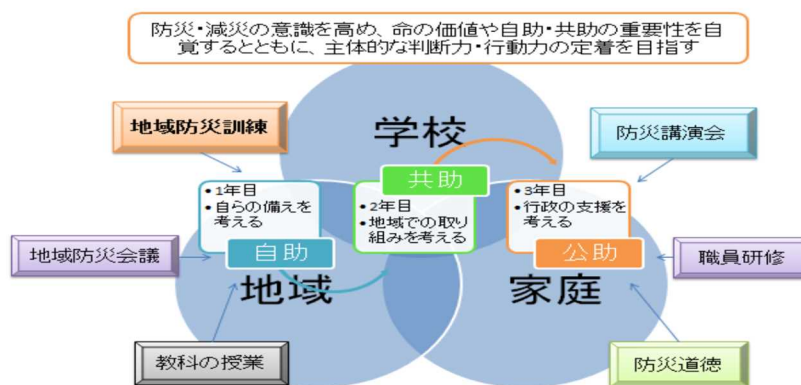 防災・減災の意識を高め、命の価値や自助・共助の重要性を自
覚するとともに、主体的な判断力・行動力の定着を目指す
地域防災訓練
学校
防災講演会
共助
•1年目
•自らの備えを
考える
•2年目
•地域での取り
組みを考える
•3年目
•行政の支援を
考える
地域防災会議
自助
公助
職員研修
地域
家庭
教科の授業
防災道徳